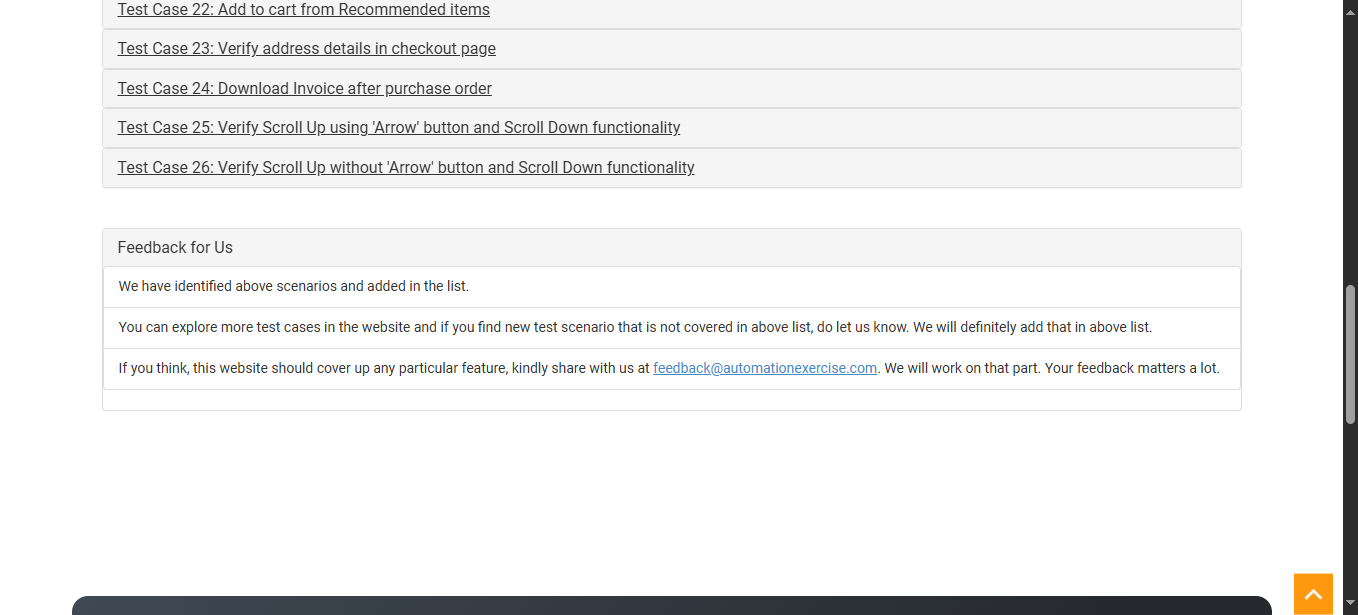 Test Case 22: Add to cart from Recommended items
Test Case 23: Verify address details in checkout page
Test Case 24: Download Invoice after purchase order
Test Case 25: Verify Scroll Up using 'Arrow' button and Scroll Down functionality
Test Case 26: Verify Scroll Up without 'Arrow' button and Scroll Down functionality
Feedback for Us
We have identified above scenarios and added in the list.
You can explore more test cases in the website and if you find new test scenario that is not covered in above list, do let us know. We will definitely add that in above list.
If you think, this website should cover up any particular feature, kindly share with us at feedback@automationexercise.com. We will work on that part. Your feedback matters a lot.